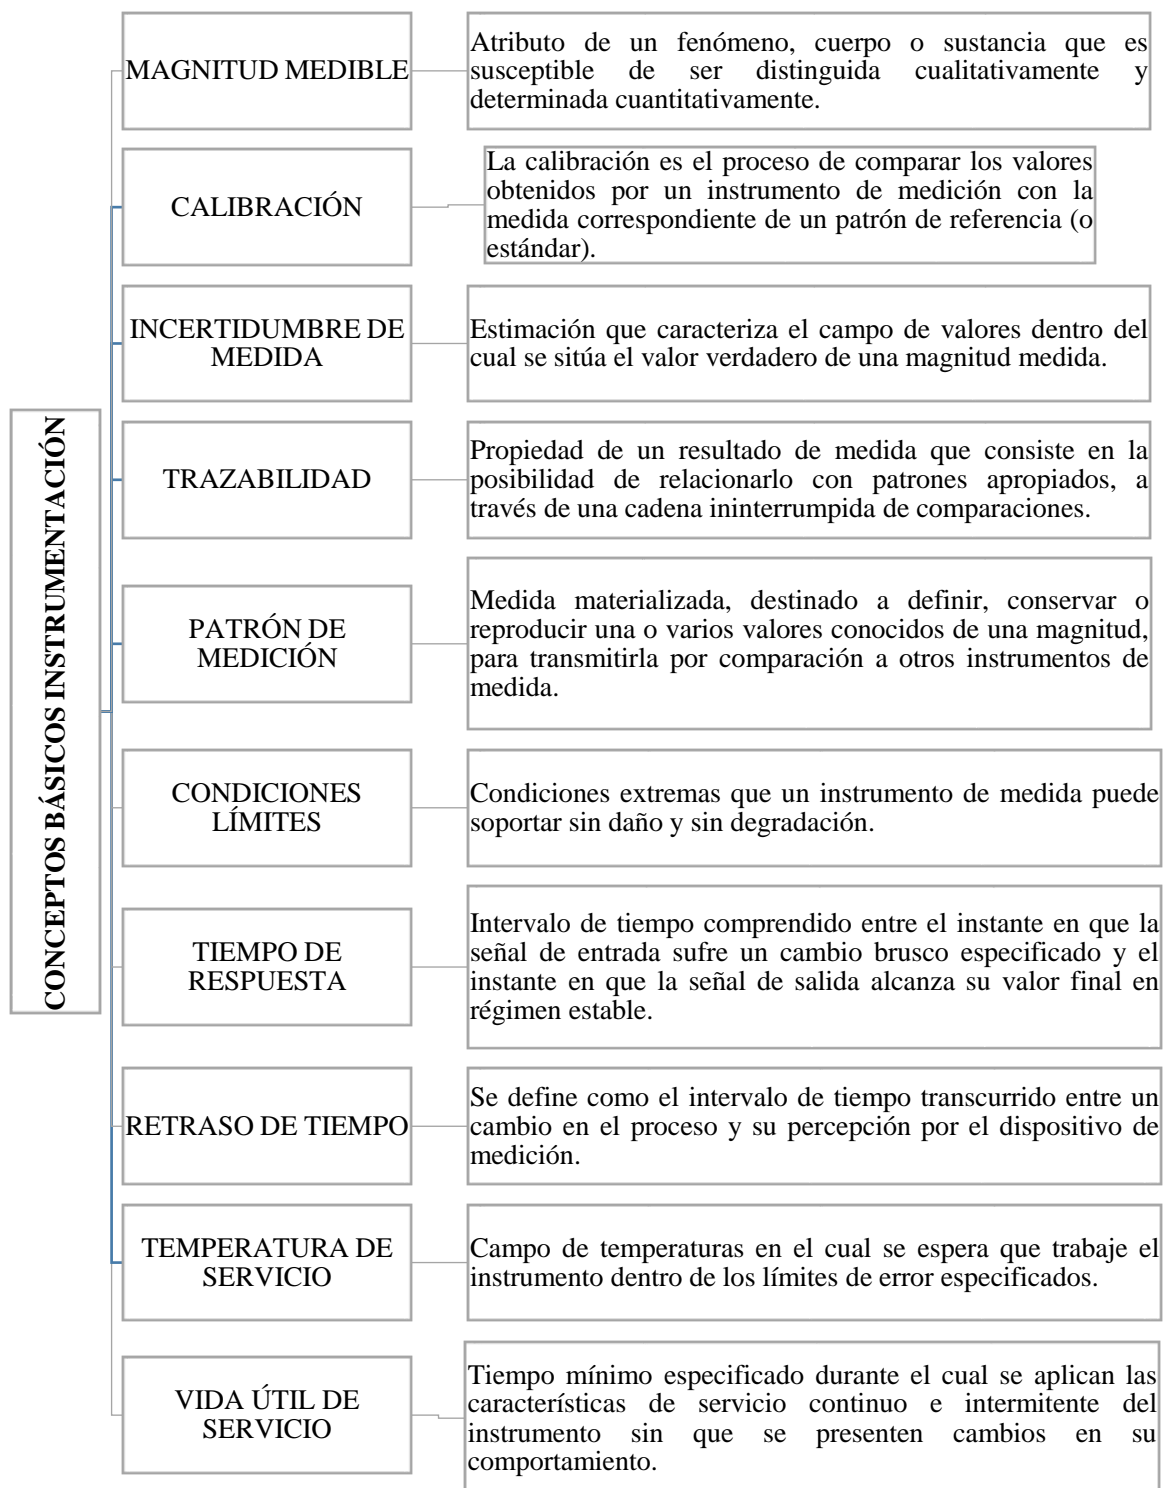 CONCEPTOS BÁSICOS INSTRUMENTACIÓN
MAGNITUD MEDIBLE
Atributo de un fenómeno, cuerpo o sustancia que es
susceptible de ser distinguida cualitativamente y
determinada cuantitativamente.
CALIBRACIÓN
La calibración es el proceso de comparar los valores
obtenidos por un instrumento de medición con la
medida correspondiente de un patrón de referencia (o
estándar).
INCERTIDUMBRE DE
MEDIDA
Estimación que caracteriza el campo de valores dentro del
cual se sitúa el valor verdadero de una magnitud medida.
TRAZABILIDAD
Propiedad de un resultado de medida que consiste en la
posibilidad de relacionarlo con patrones apropiados, a
través de una cadena ininterrumpida de comparaciones.
PATRÓN DE
MEDICIÓN
Medida materializada, destinado a definir, conservar o
reproducir una o varios valores conocidos de una magnitud,
para transmitirla por comparación a otros instrumentos de
medida.
CONDICIONES
LÍMITES
Condiciones extremas que un instrumento de medida puede
soportar sin daño y sin degradación.
TIEMPO DE
RESPUESTA
Intervalo de tiempo comprendido entre el instante en que la
señal de entrada sufre un cambio brusco especificado y el
instante en que la señal de salida alcanza su valor final en
régimen estable.
RETRASO DE TIEMPO
Se define como el intervalo de tiempo transcurrido entre un
cambio en el proceso y su percepción por el dispositivo de
medición.
TEMPERATURA DE
SERVICIO
Campo de temperaturas en el cual se espera que trabaje el
instrumento dentro de los límites de error especificados.
VIDA ÚTIL DE
SERVICIO
Tiempo mínimo especificado durante el cual se aplican las
características de servicio continuo e intermitente del
instrumento sin que se presenten cambios en su
comportamiento.